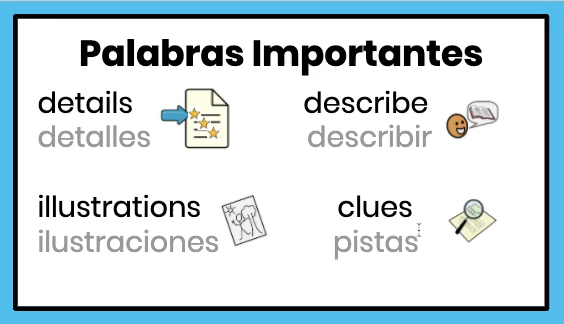 Palabras Importantes
details
detalles
describe
describir
illustrations
ilustraciones
clues
pistas